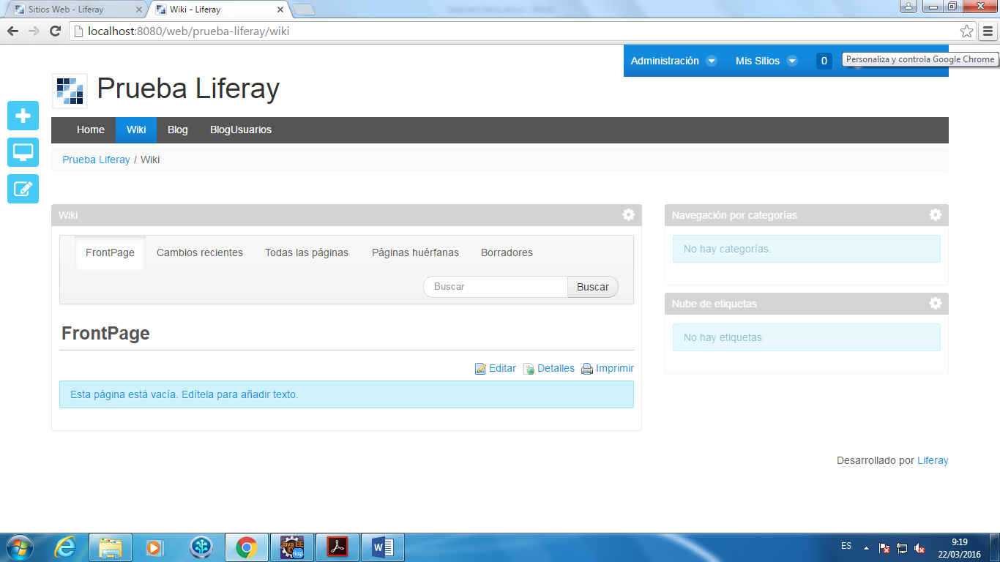 Sitios Web - Liferay
Wiki - Liferay
localhost:8080/web/prueba-liferay/wiki
Administración
Mis Sitios
0
Personaliza y controla Google Chrome
Prueba Liferay
Home
Wiki
Blog
BlogUsuarios
Prueba Liferay / Wiki
Wiki
FrontPage
Cambios recientes
Todas las páginas
Páginas huérfanas
Borradores
Buscar
Buscar
FrontPage
Editar
Detalles
Imprimir
Esta página está vacía. Edítela para añadir texto.
Navegación por categorías
No hay categorías.
Nube de etiquetas
No hay etiquetas.
Desarrollado por Liferay
Java EE
ES
9:19
22/03/2016